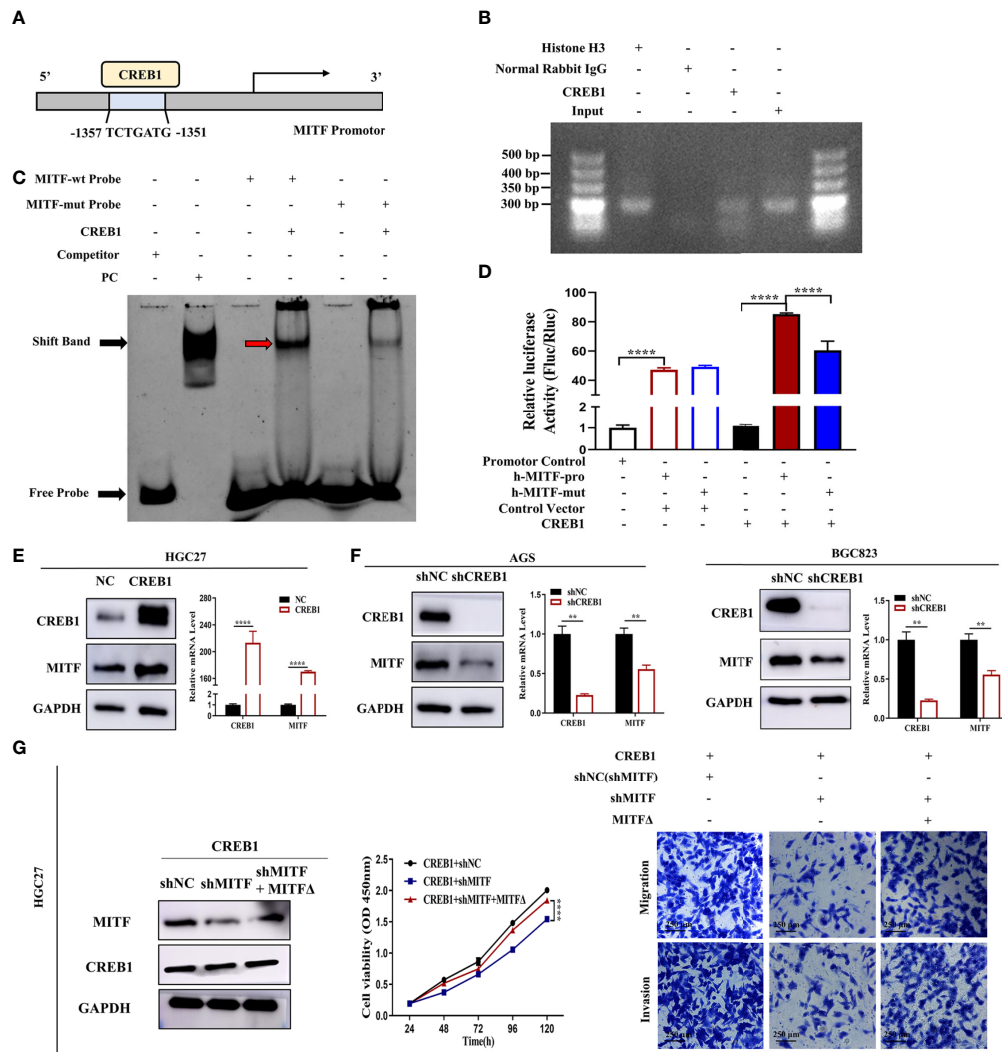 A
5’ CREB1 3’
-1357 TCTGATG -1351
MITF Promotor
B
Histone H3 + - - -
Normal Rabbit IgG - + - -
CREB1 - - + -
Input - - - +
500 bp
400 bp
350 bp
300 bp
C
MITF-wt Probe - - + + - -
MITF-mut Probe - - - - + +
CREB1 - - - + - +
Competitor + - - - - -
PC - + - - - -
Shift Band
Free Probe
D
Relative luciferase
Activity (Fluc/Rluc)
100
80
60
40
2
1
0
**** **** ****
Promotor Control + - - - - -
h-MITF-pro - + - - + -
h-MITF-mut - - + - - +
Control Vector - + + - - -
CREB1 - - - + + +
E
HGC27
NC CREB1
CREB1
MITF
GAPDH
Relative mRNA Level
280
240
200
160
2
1
0
NC
CREB1
**** ****
CREB1 MITF
F
AGS
shNC shCREB1
CREB1
MITF
GAPDH
Relative mRNA Level
1.5
1.0
0.5
0.0
shNC
shCREB1
** **
CREB1 MITF
BGC823
shNC shCREB1
CREB1
MITF
GAPDH
Relative mRNA Level
1.5
1.0
0.5
0.0
shNC
shCREB1
** **
CREB1 MITF
G
HGC27
CREB1
shNC shMITF shMITF
+ MITFΔ
MITF
CREB1
GAPDH
Cell viability (OD 450nm)
2.5
2.0
1.5
1.0
0.5
0.0
CREB1+shNC
CREB1+shMITF
CREB1+shMITF+MITFΔ
****
24 48 72 96 120
Time(h)
CREB1 + + +
shNC(shMITF) + - -
shMITF - + +
MITFΔ - - +
Migration
250 μm 250 μm 250 μm
Invasion
250 μm 250 μm 250 μm